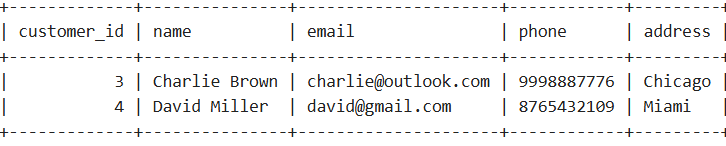 +-------------+---------------+---------------------+------------+---------+
| customer_id | name          | email               | phone      | address |
+-------------+---------------+---------------------+------------+---------+
|           3 | Charlie Brown | charlie@outlook.com | 9998887776 | Chicago |
|           4 | David Miller  | david@gmail.com     | 8765432109 | Miami   |
+-------------+---------------+---------------------+------------+---------+